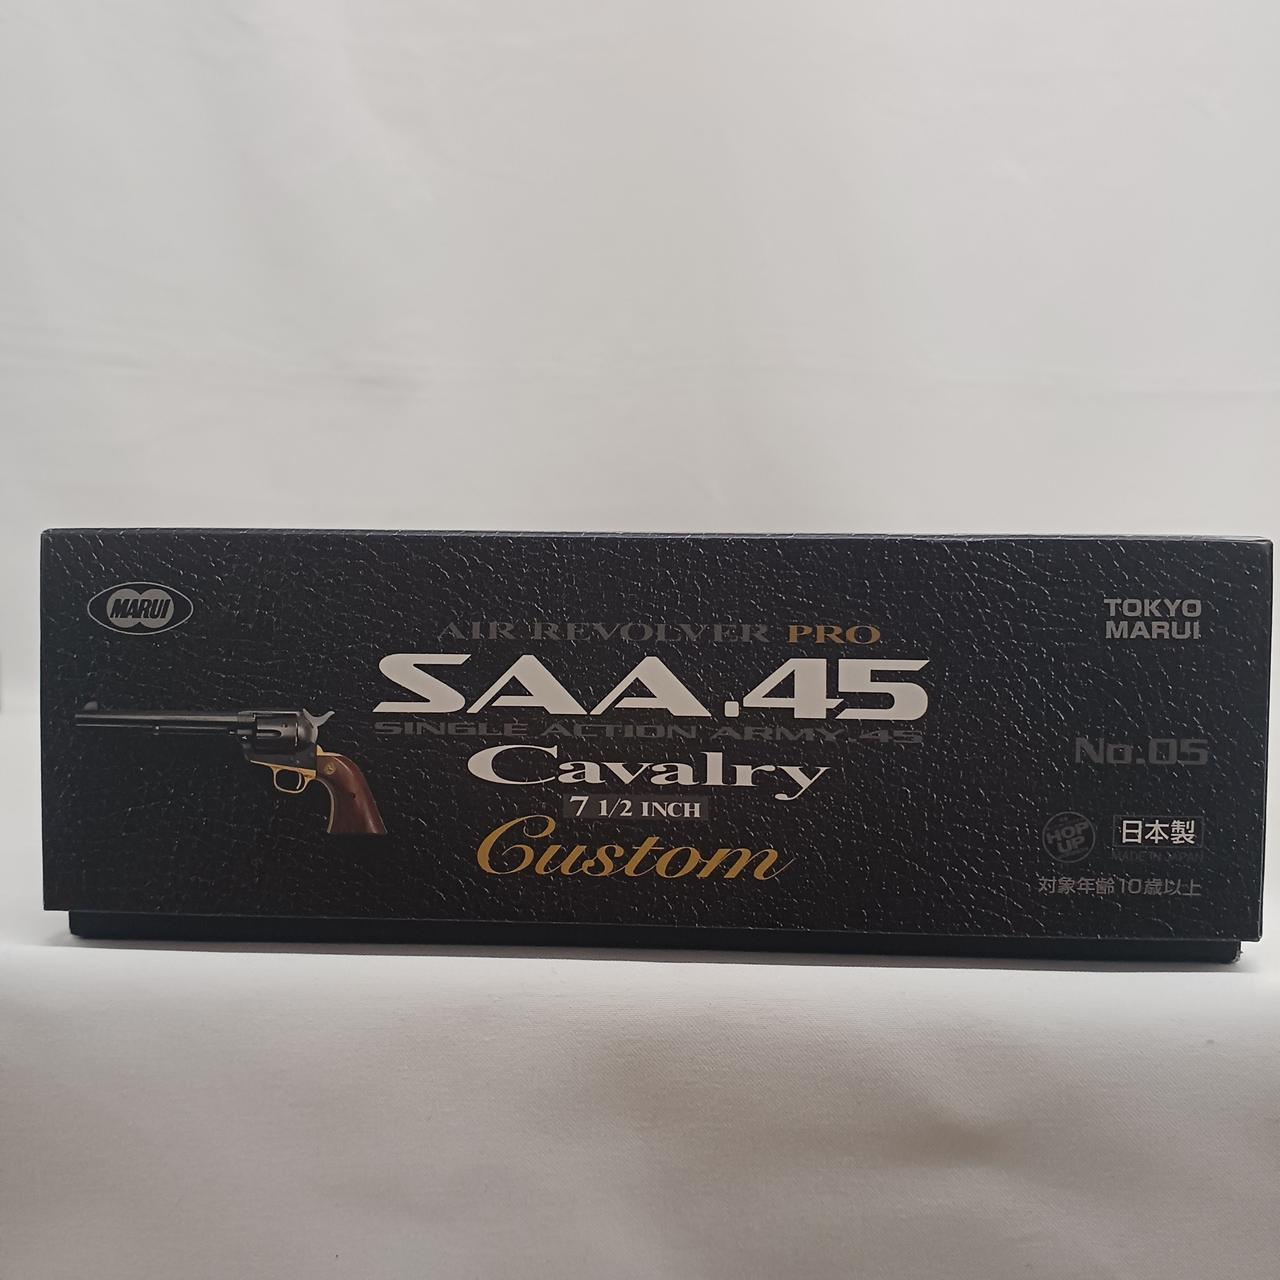 MARUI
AIR REVOLVER PRO
SAA.45
SINGLE ACTION ARMY .45
Cavalry
7 1/2 INCH
Custom
TOKYO
MARUI
No.05
HOP
UP
日本製
MADE IN JAPAN
対象年齢10歳以上